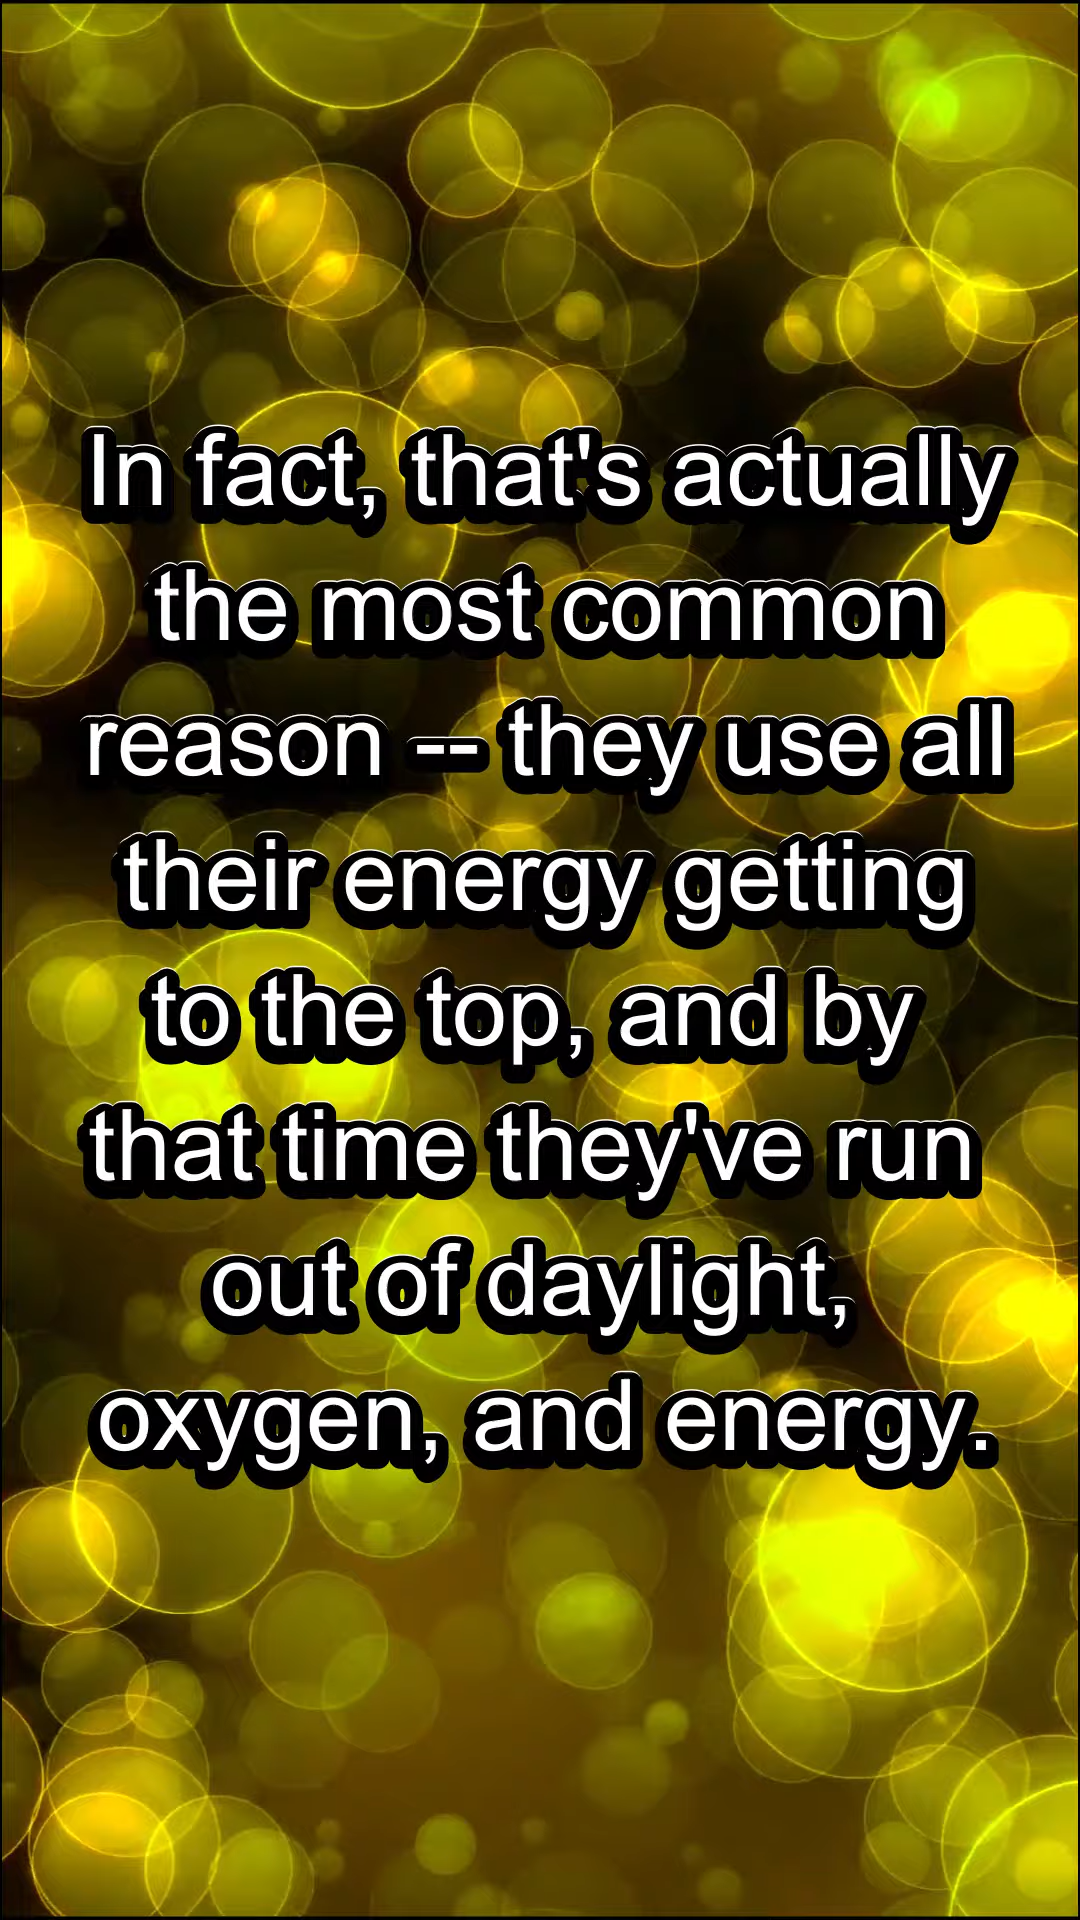 In fact, that's actually
the most common
reason -- they use all
their energy getting
to the top, and by
that time they've run
out of daylight,
oxygen, and energy.